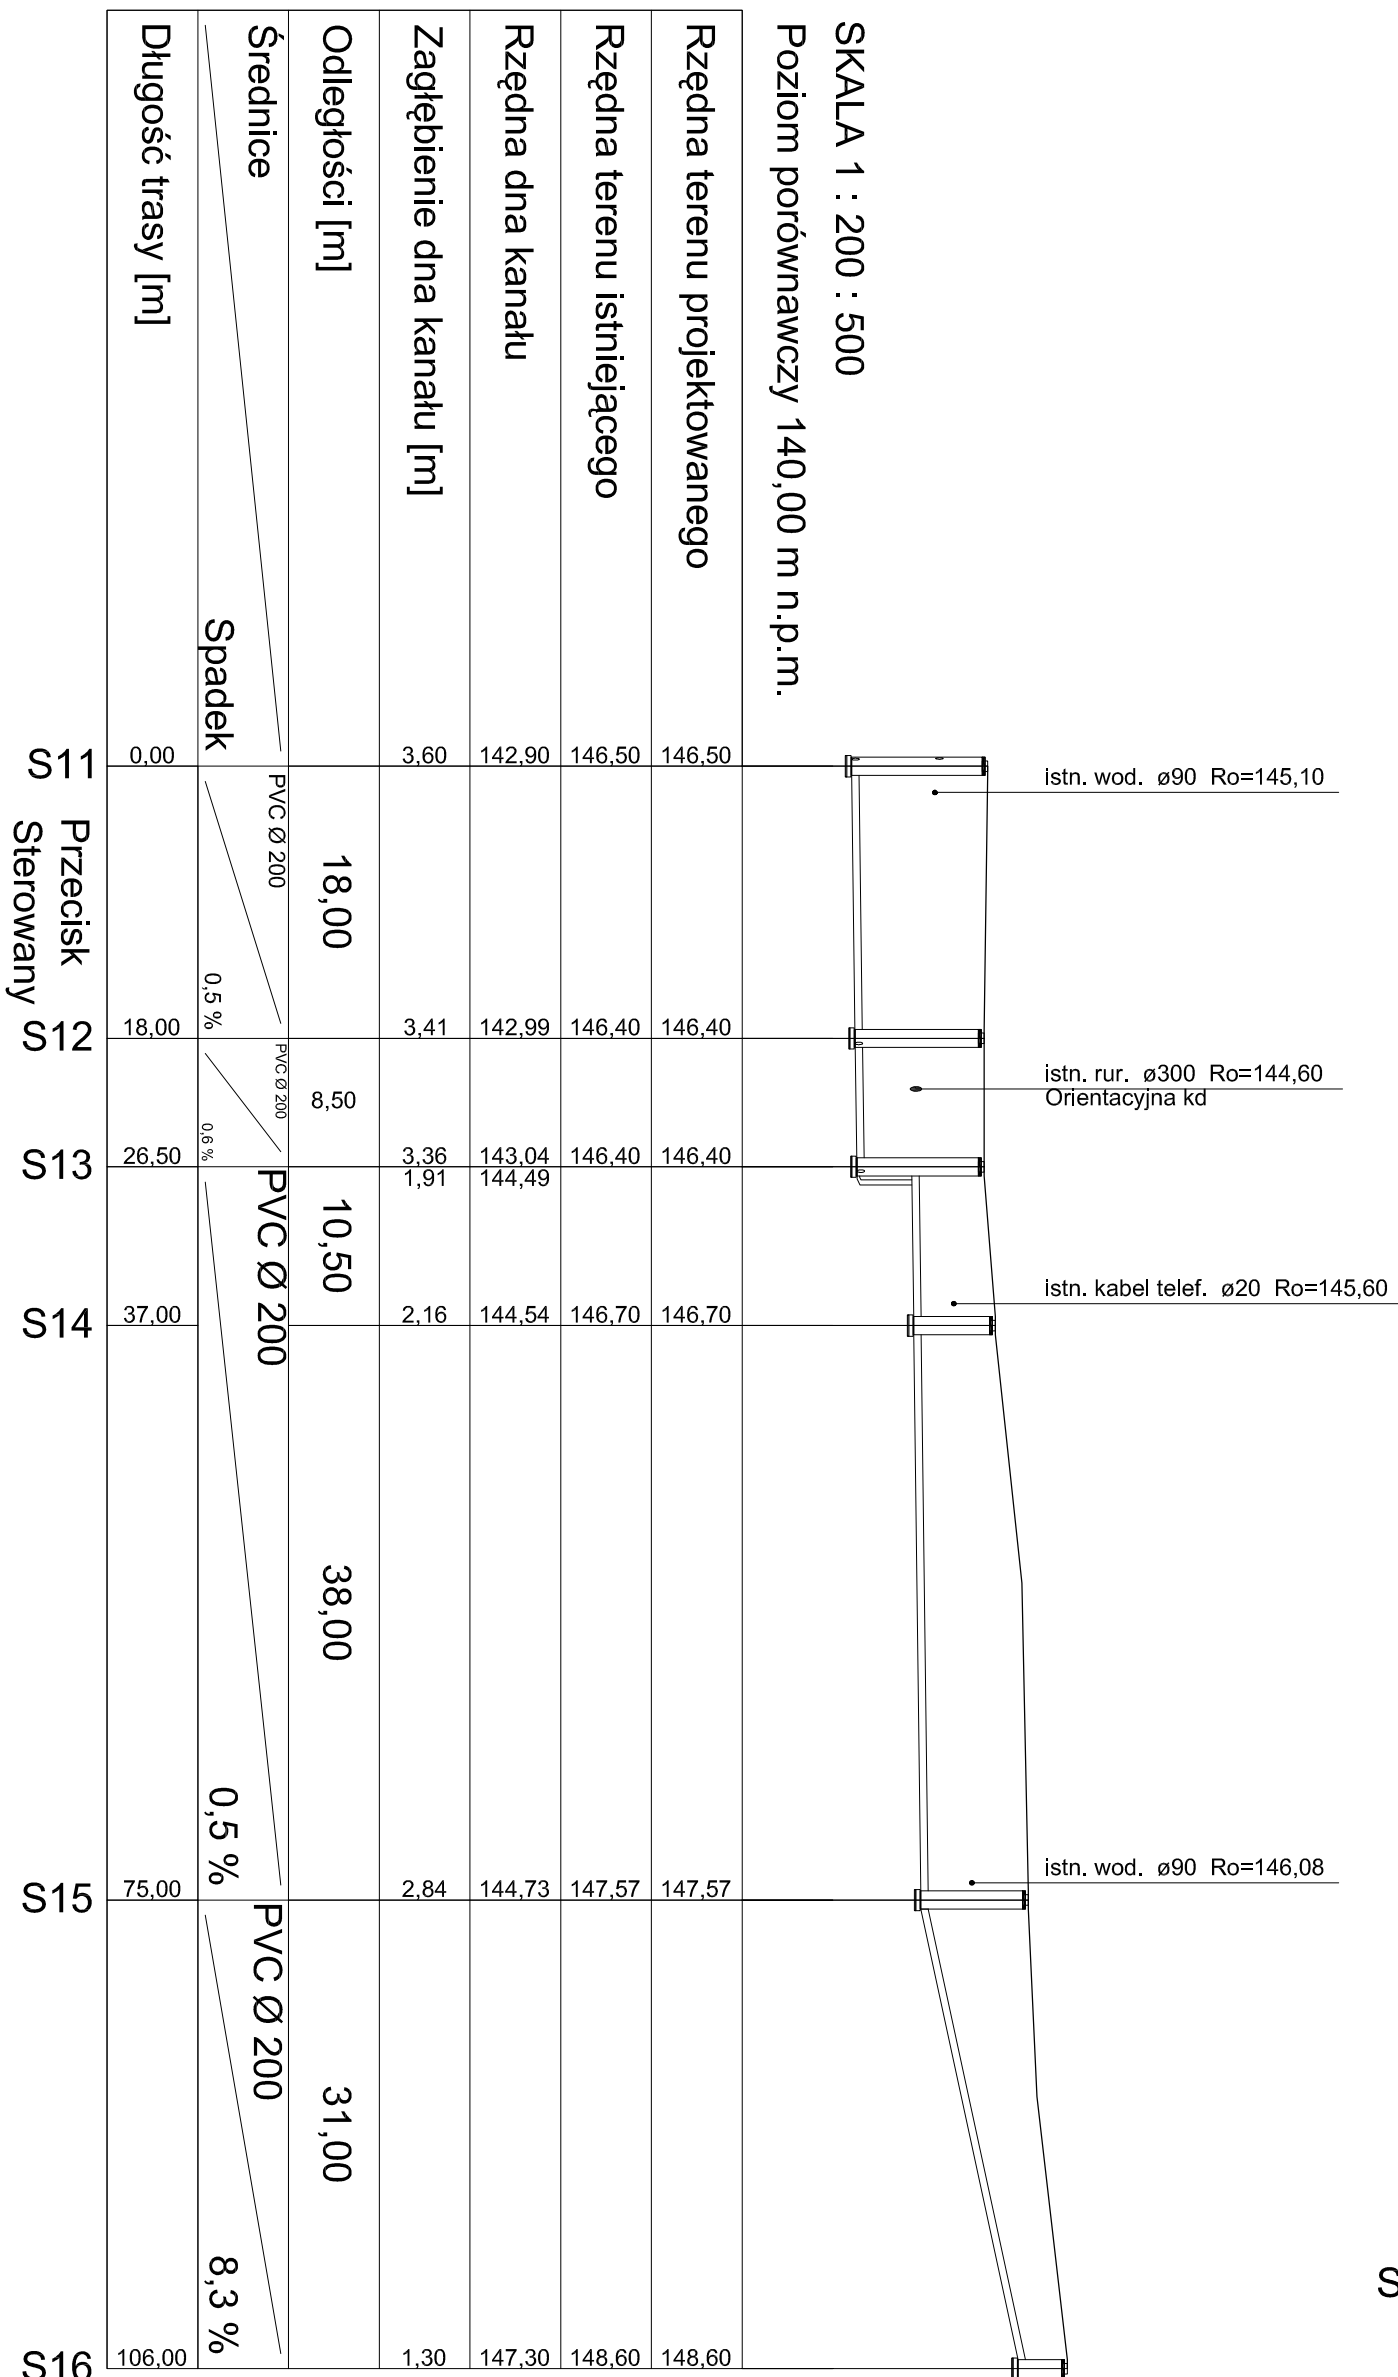 SKALA 1 : 200 : 500
Poziom porównawczy 140,00 m n.p.m.
Rzędna terenu projektowanego
146,50
146,40
146,40
146,70
147,57
148,60
Rzędna terenu istniejącego
146,50
146,40
146,40
146,70
147,57
148,60
Rzędna dna kanału
142,90
142,99
143,04
144,49
144,54
144,73
147,30
Zagłębienie dna kanału [m]
3,60
3,41
3,36
1,91
2,16
2,84
1,30
Odległości [m]
18,00
8,50
10,50
38,00
31,00
Średnice
Spadek
PVC Ø 200
0,5 %
PVC Ø 200
0,6 %
PVC Ø 200
0,5 %
PVC Ø 200
8,3 %
Długość trasy [m]
0,00
18,00
26,50
37,00
75,00
106,00
S11
Przecisk
Sterowany
S12
S13
S14
S15
S16
istn. wod. ø90 Ro=145,10
istn. rur. ø300 Ro=144,60
Orientacyjna kd
istn. kabel telef. ø20 Ro=145,60
istn. wod. ø90 Ro=146,08
S